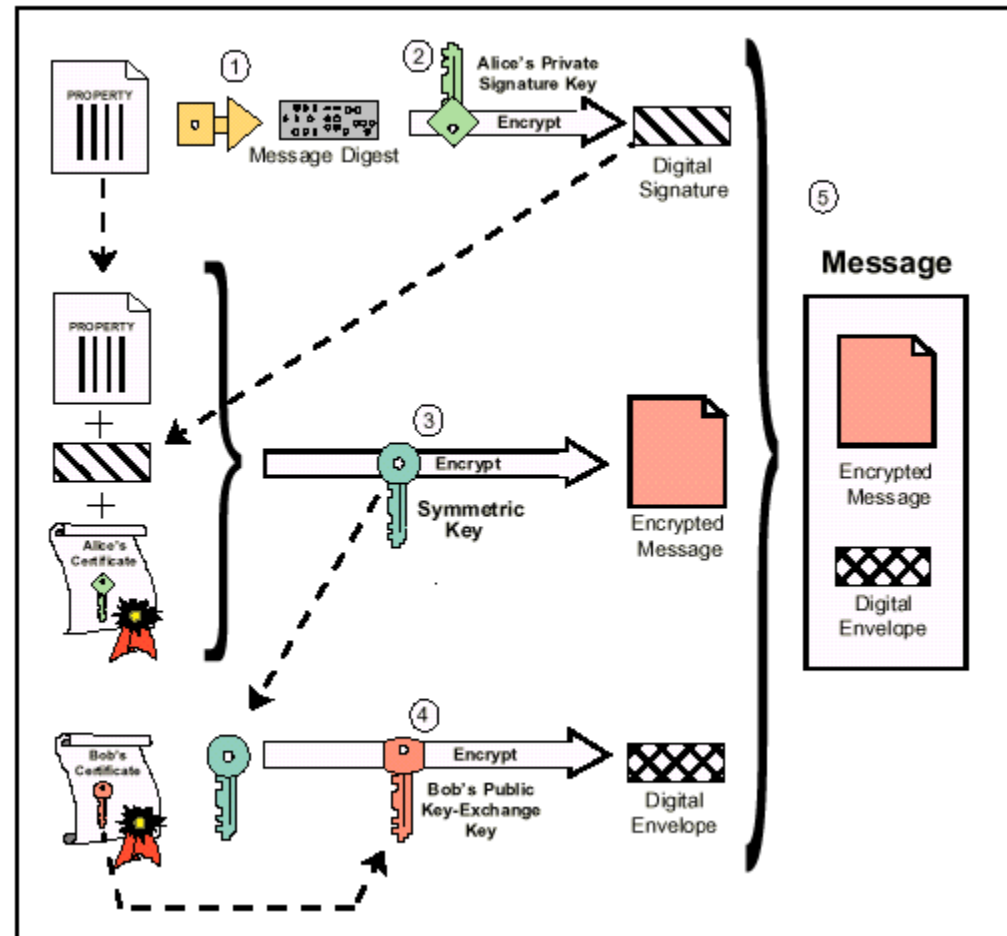 PROPERTY
1
Message Digest
2
Alice's Private
Signature Key
Encrypt
Digital
Signature
PROPERTY
+
+
Alice's
Certificate
3
Encrypt
Symmetric
Key
Encrypted
Message
Bob's
Certificate
4
Encrypt
Bob's Public
Key-Exchange
Key
Digital
Envelope
5
Message
Encrypted
Message
Digital
Envelope